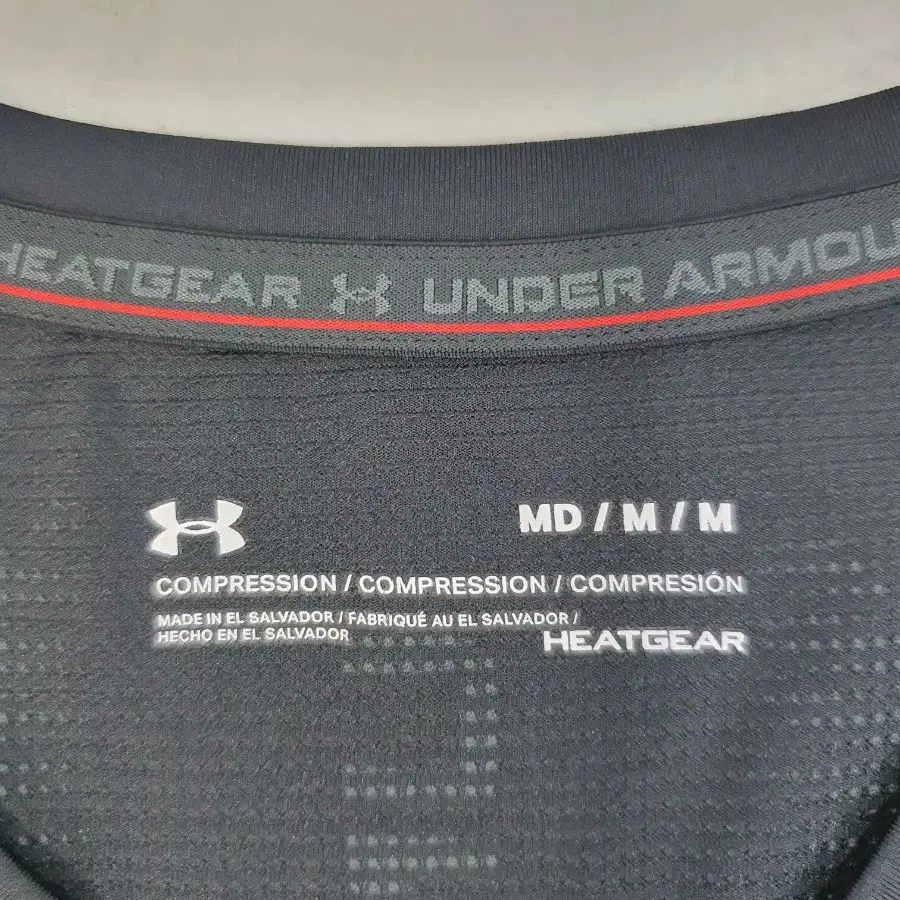 HEATGEAR UNDER ARMOU
MD / M / M
COMPRESSION / COMPRESSION / COMPRESIÓN
MADE IN EL SALVADOR / FABRIQUÉ AU EL SALVADOR /
HECHO EN EL SALVADOR
HEATGEAR